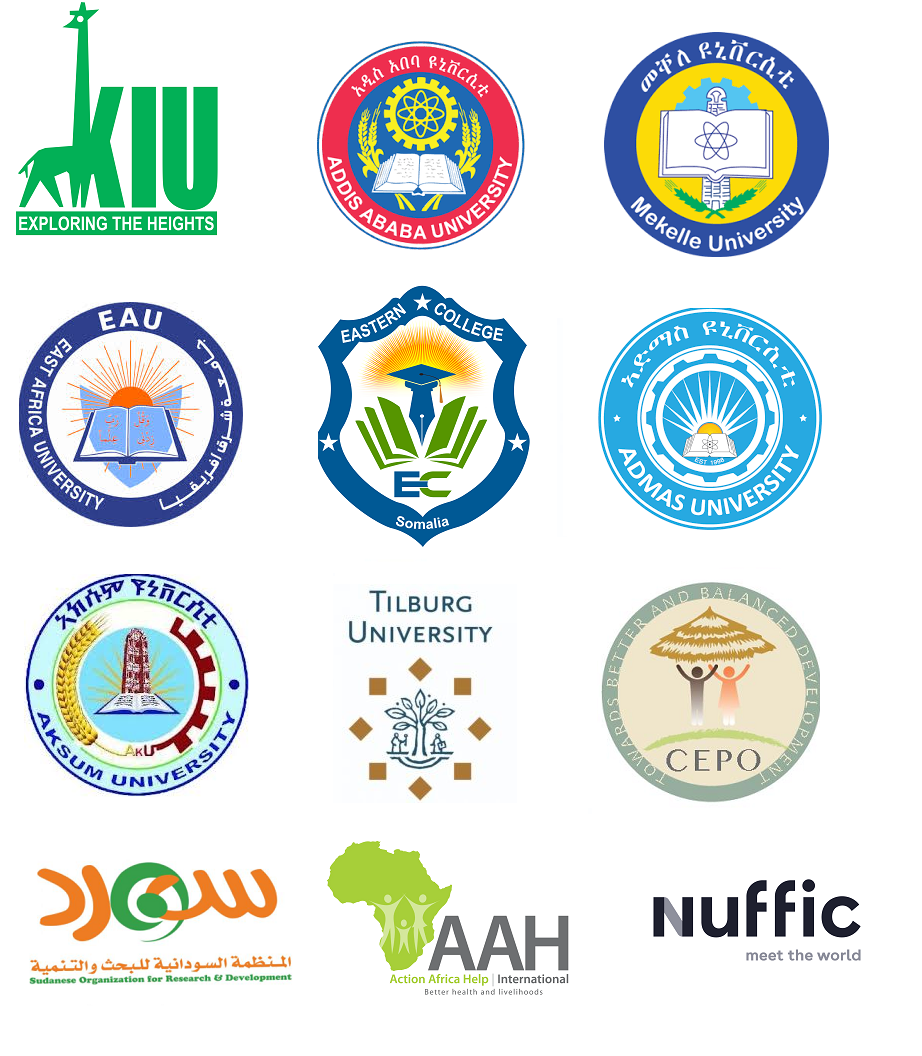 KIU
EXPLORING THE HEIGHTS
አዲስ አበባ ዩኒቨርሲቲ
ADDIS ABABA UNIVERSITY
መቐለ ዩኒቨርሲቲ
Mekelle University
EAU
EAST AFRICA UNIVERSITY
جامعة شرق افريقيا
EASTERN COLLEGE
EC
Somalia
አድማስ ዩኒቨርሲቲ
EST 1998
ADMAS UNIVERSITY
አክሱም ዩኒቨርሲቲ
AkU
AKSUM UNIVERSITY
TILBURG
UNIVERSITY
TOWARDS BETTER AND BALANCED DEVELOPMENT
CEPO
سورد
المنظمة السودانية للبحث والتنمية
Sudanese Organization for Research & Development
AAH
Action Africa Help | International
Better health and livelihoods
nuffic
meet the world